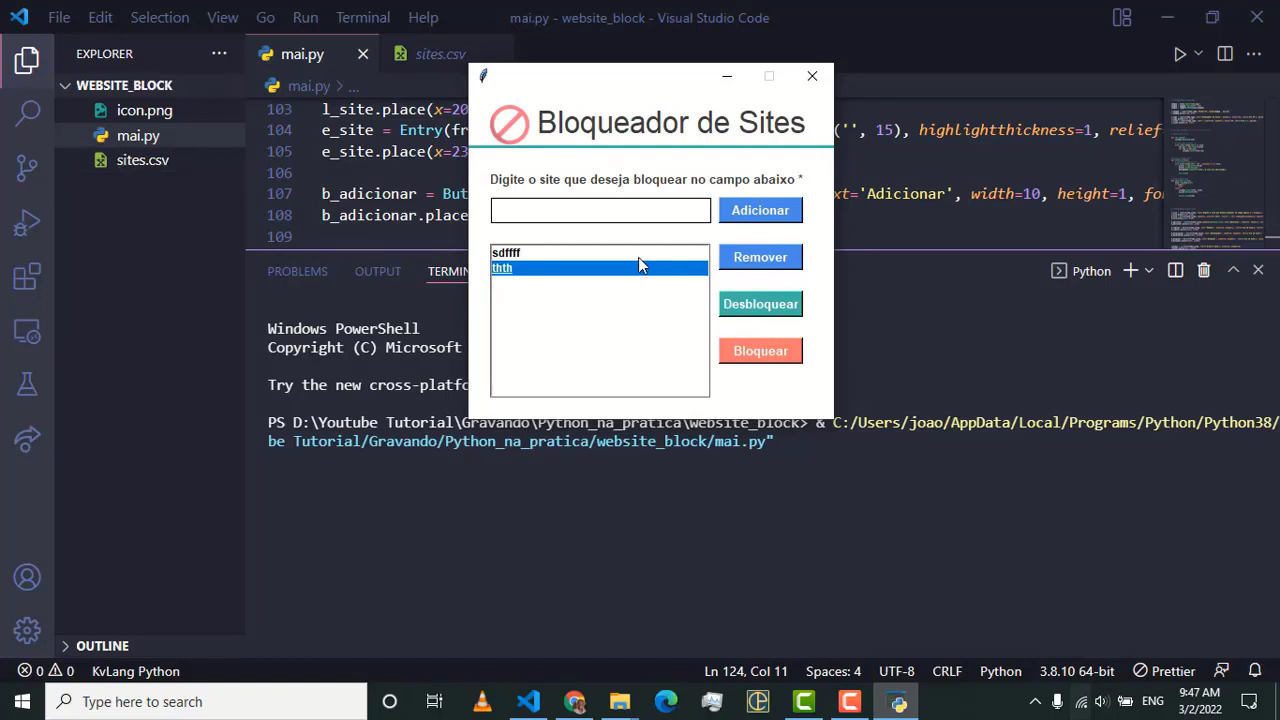 File Edit Selection View Go Run Terminal Help
mai.py - website_block - Visual Studio Code
EXPLORER
WEBSITE_BLOCK
icon.png
mai.py
sites.csv
mai.py
sites.csv
mai.py > ...
103 l_site.place(x=20
104 e_site = Entry(fr ('', 15), highlightthickness=1, relief
105 e_site.place(x=23
106
107 b_adicionar = But xt='Adicionar', width=10, height=1, fo
108 b_adicionar.place
109
Bloqueador de Sites
Digite o site que deseja bloquear no campo abaixo *
Adicionar
sdffff
thth
Remover
Desbloquear
Bloquear
PROBLEMS OUTPUT TERM
Python
Windows PowerShell
Copyright (C) Microsoft
Try the new cross-platfo
PS D:\Youtube Tutorial\Gravando\Python_na_pratica\website_block> & C:/Users/joao/AppData/Local/Programs/Python/Python38/
be Tutorial/Gravando/Python_na_pratica/website_block/mai.py"
OUTLINE
0 0 KvLang Python
Ln 124, Col 11 Spaces: 4 UTF-8 CRLF Python 3.8.10 64-bit Prettier
Type here to search
ENG
9:47 AM
3/2/2022